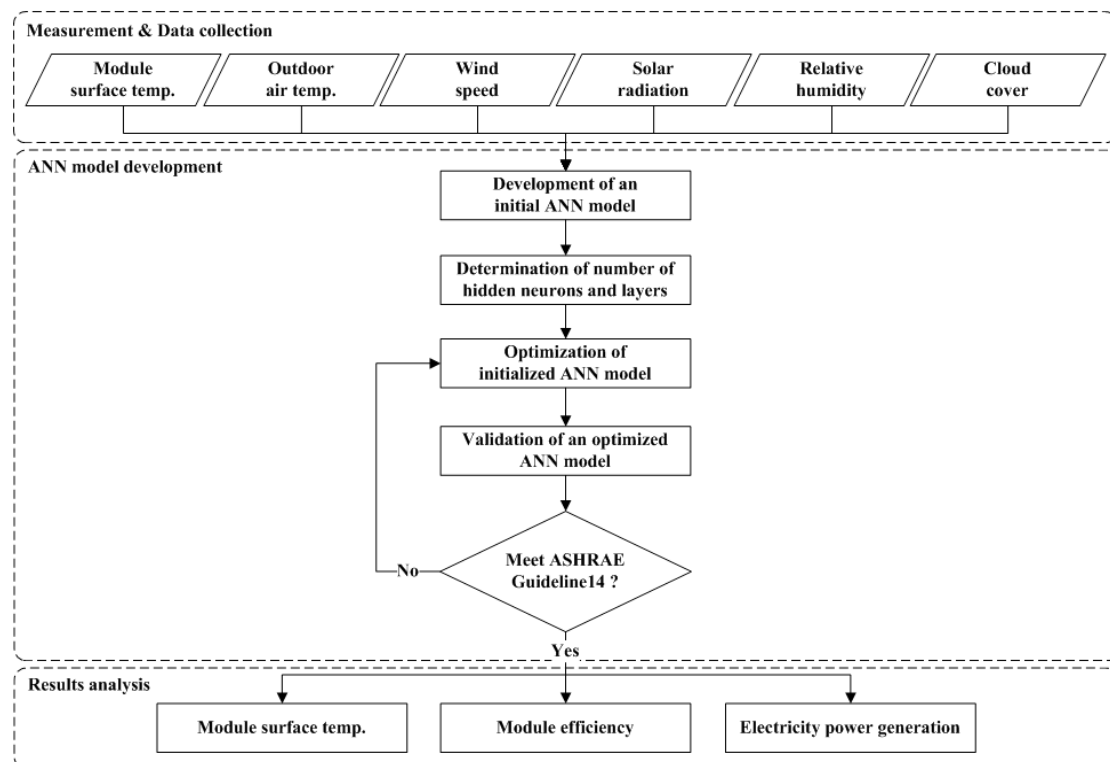 Measurement & Data collection
Module
surface temp.
Outdoor
air temp.
Wind
speed
Solar
radiation
Relative
humidity
Cloud
cover
ANN model development
Development of an
initial ANN model
Determination of number of
hidden neurons and layers
Optimization of
initialized ANN model
Validation of an optimized
ANN model
Meet ASHRAE
Guideline14 ?
No
Yes
Results analysis
Module surface temp.
Module efficiency
Electricity power generation